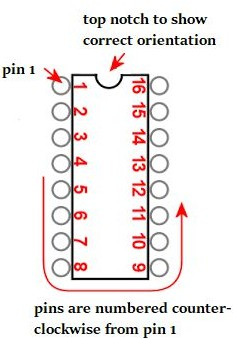 top notch to show
correct orientation
pin 1
1 16
2 15
3 14
4 13
5 12
6 11
7 10
8 9
pins are numbered counter-
clockwise from pin 1